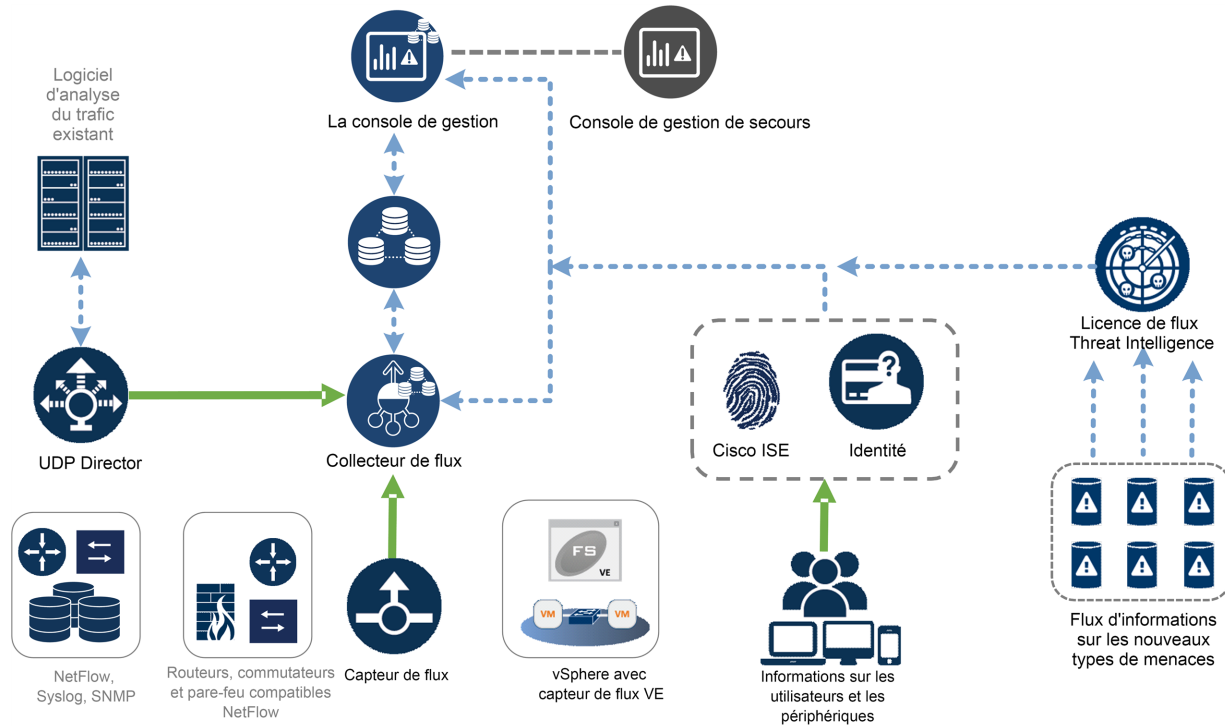 Logiciel
d'analyse
du trafic
existant
La console de gestion
Console de gestion de secours
Licence de flux
Threat Intelligence
UDP Director
Collecteur de flux
Cisco ISE
Identité
?
FS
VE
VM
VM
NetFlow,
Syslog, SNMP
Routeurs, commutateurs
et pare-feu compatibles
NetFlow
Capteur de flux
vSphere avec
capteur de flux VE
Informations sur les
utilisateurs et les
périphériques
Flux d'informations
sur les nouveaux
types de menaces